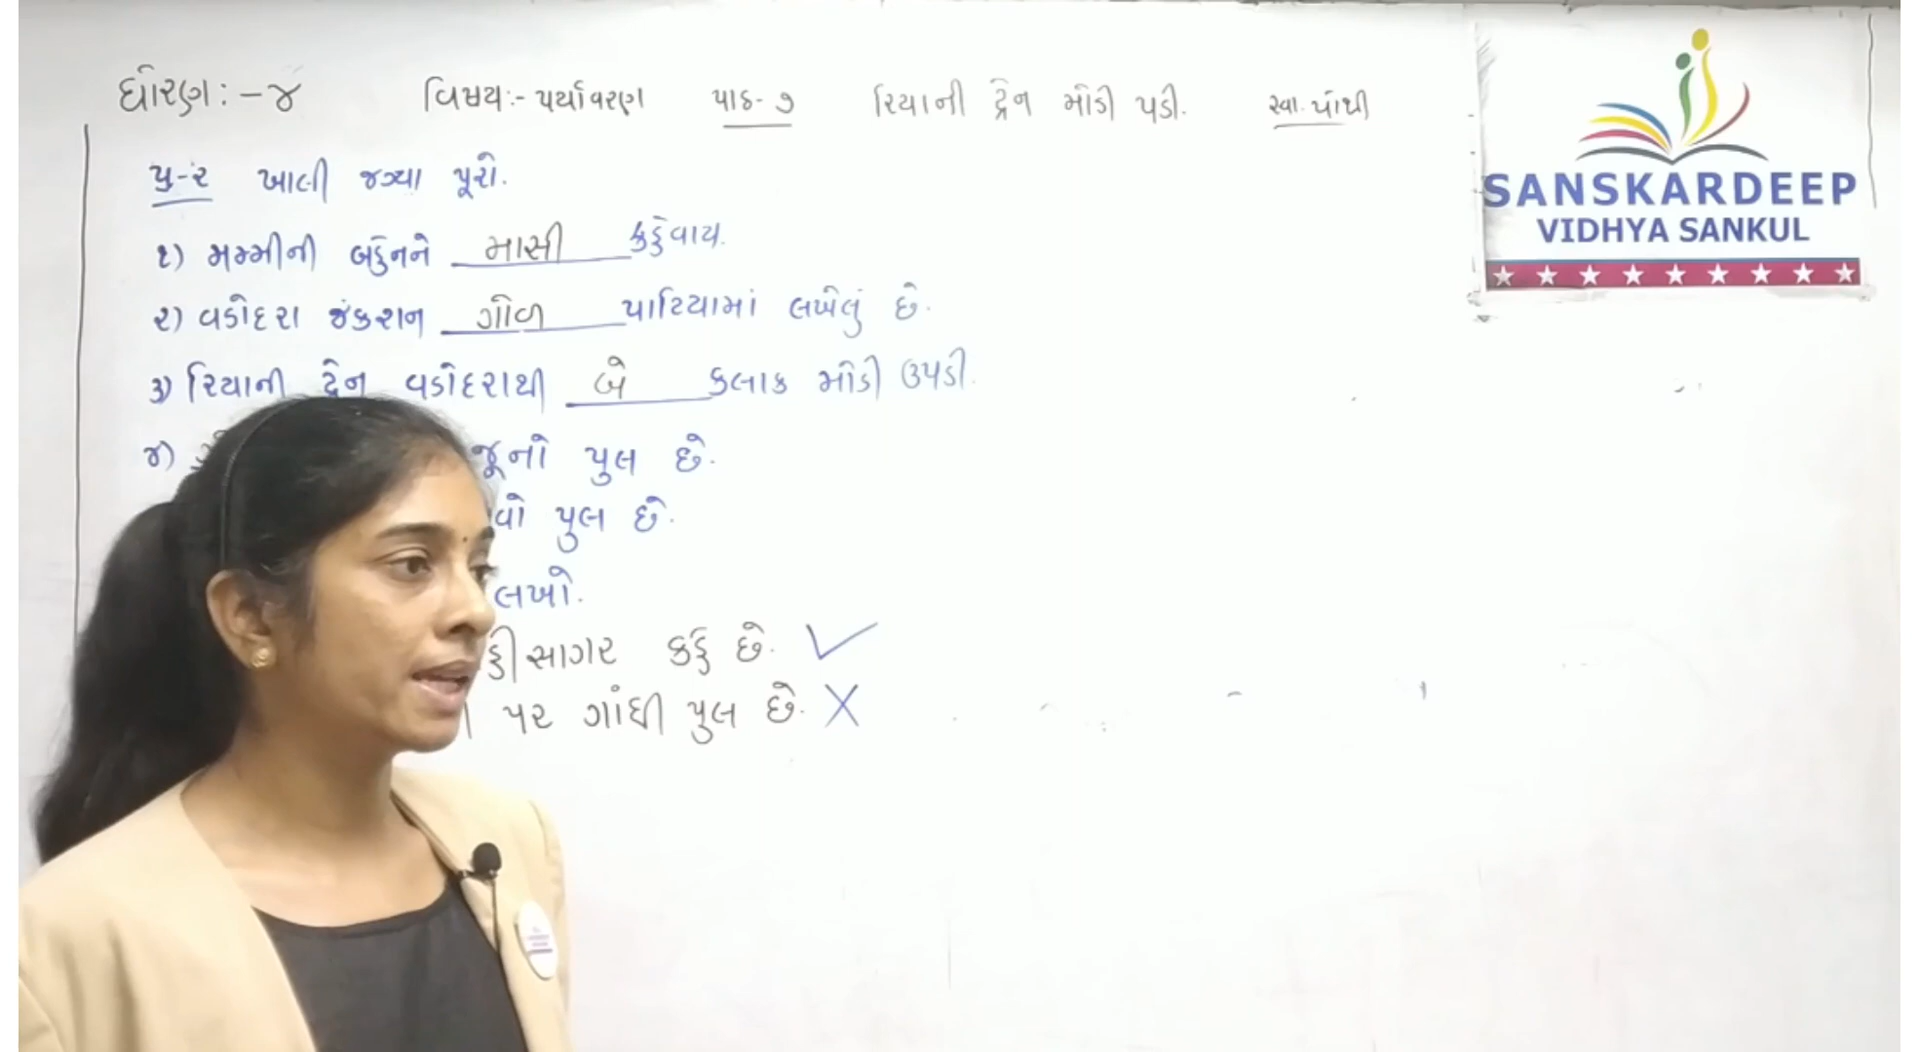 ધોરણ:-૪ વિષય:- પર્યાવરણ પાઠ-૭ રિયાની ટ્રેન મોડી પડી. સ્વા. પોથી
SANSKARDEEP
VIDHYA SANKUL
પ્ર-૨ ખાલી જગ્યા પૂરો.
૧) મમ્મીની બહેનને માસી કહેવાય.
૨) વડોદરા જંકશન ગોળ પાટિયામાં લખેલું છે.
૩) રિયાની ટ્રેન વડોદરાથી બે કલાક મોડી ઉપડી.
૪) જૂનો પુલ છે.
પુલ છે.
લખો.
કહે છે. ✓
પર ગાંધી પુલ છે. X